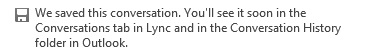 We saved this conversation. You'll see it soon in the
Conversations tab in Lync and in the Conversation History
folder in Outlook.